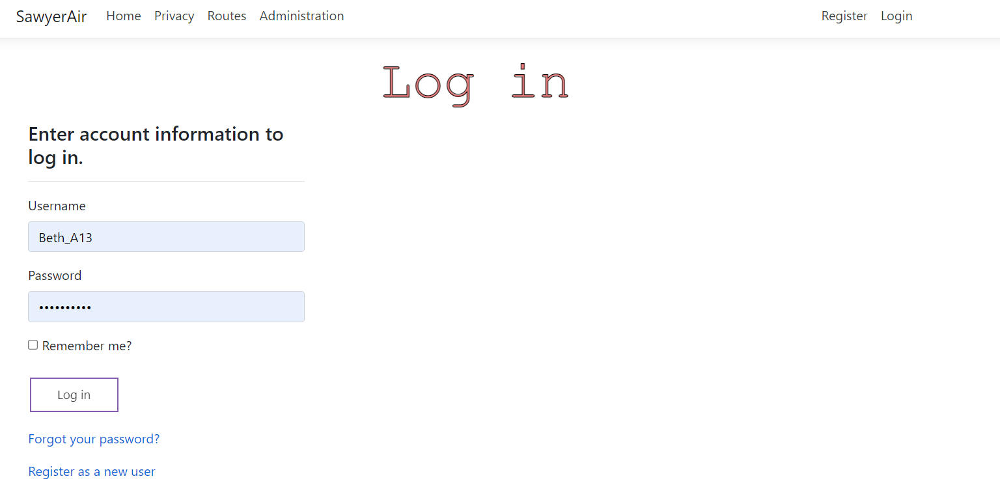 SawyerAir Home Privacy Routes Administration Register Login
Log in
Enter account information to
log in.
Username
Beth_A13
Password
••••••••••
Remember me?
Log in
Forgot your password?
Register as a new user